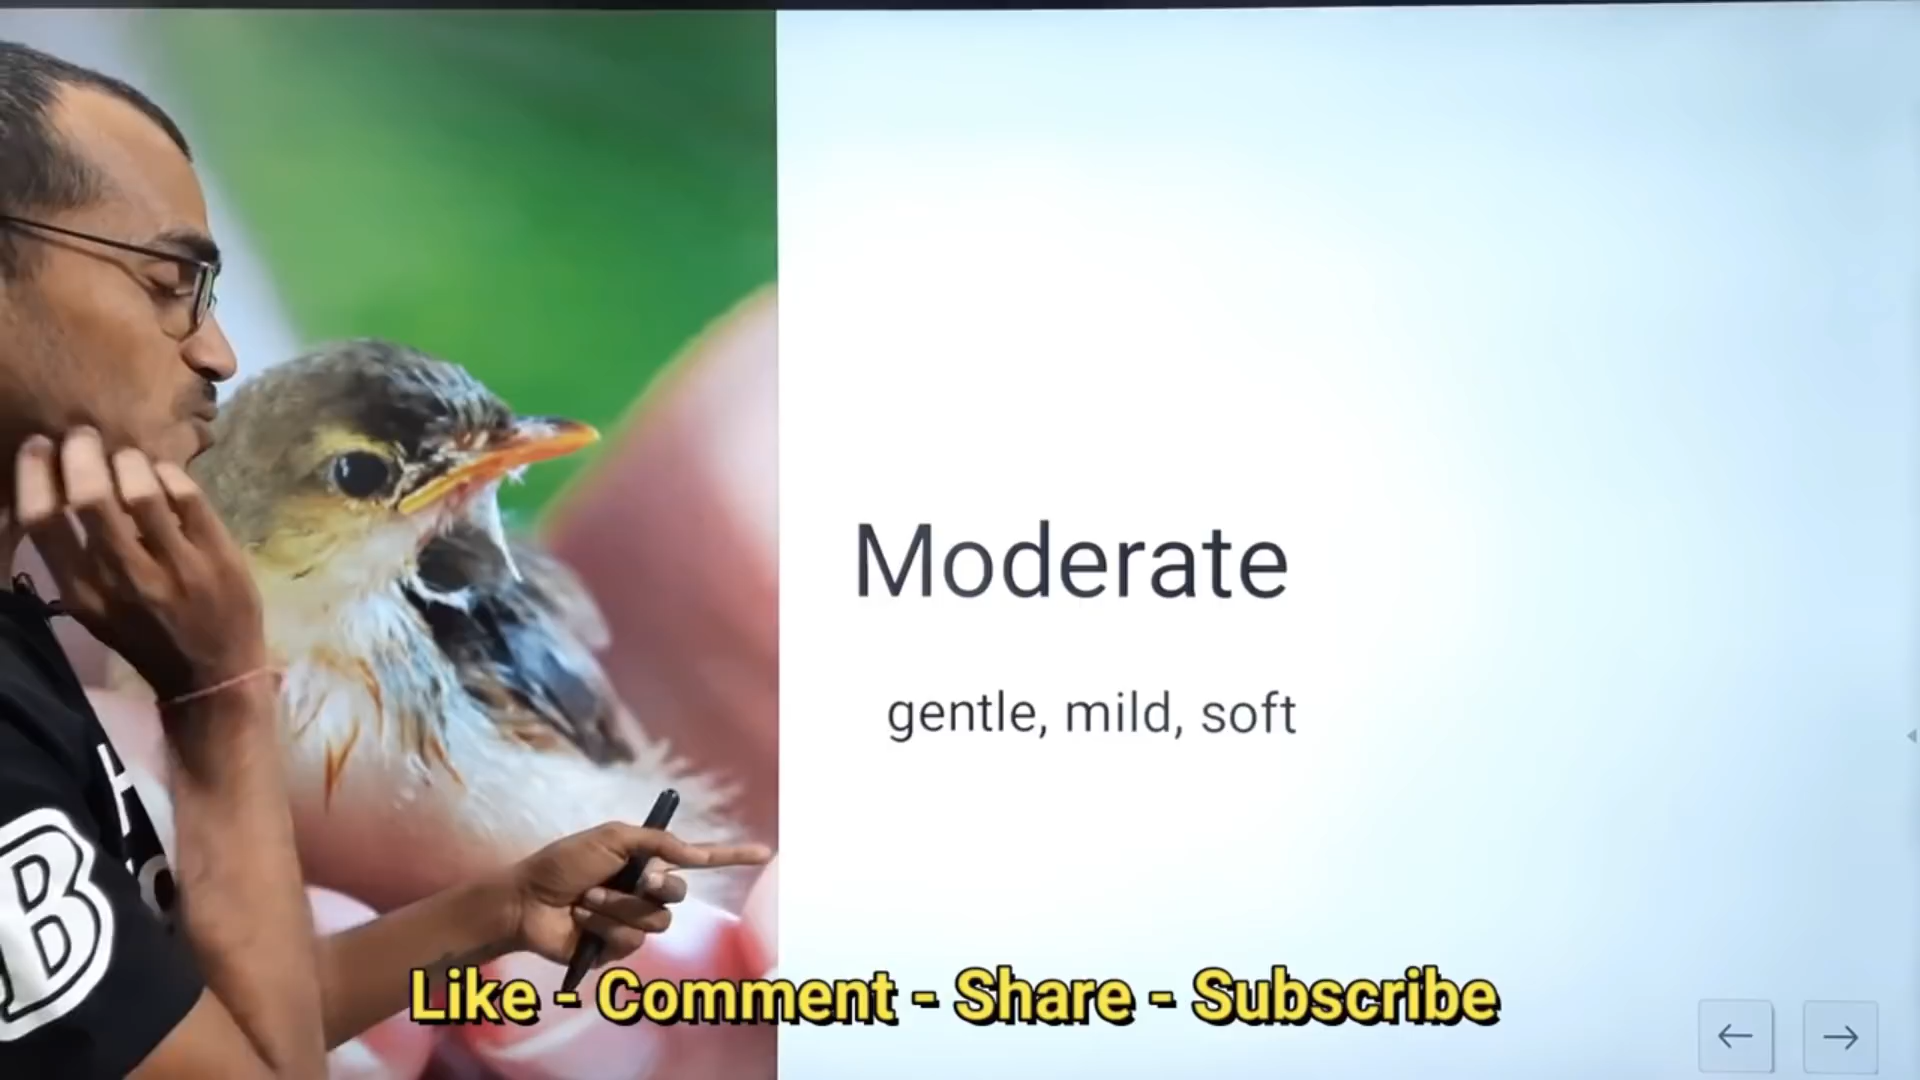 Moderate
gentle, mild, soft
B
Like - Comment - Share - Subscribe